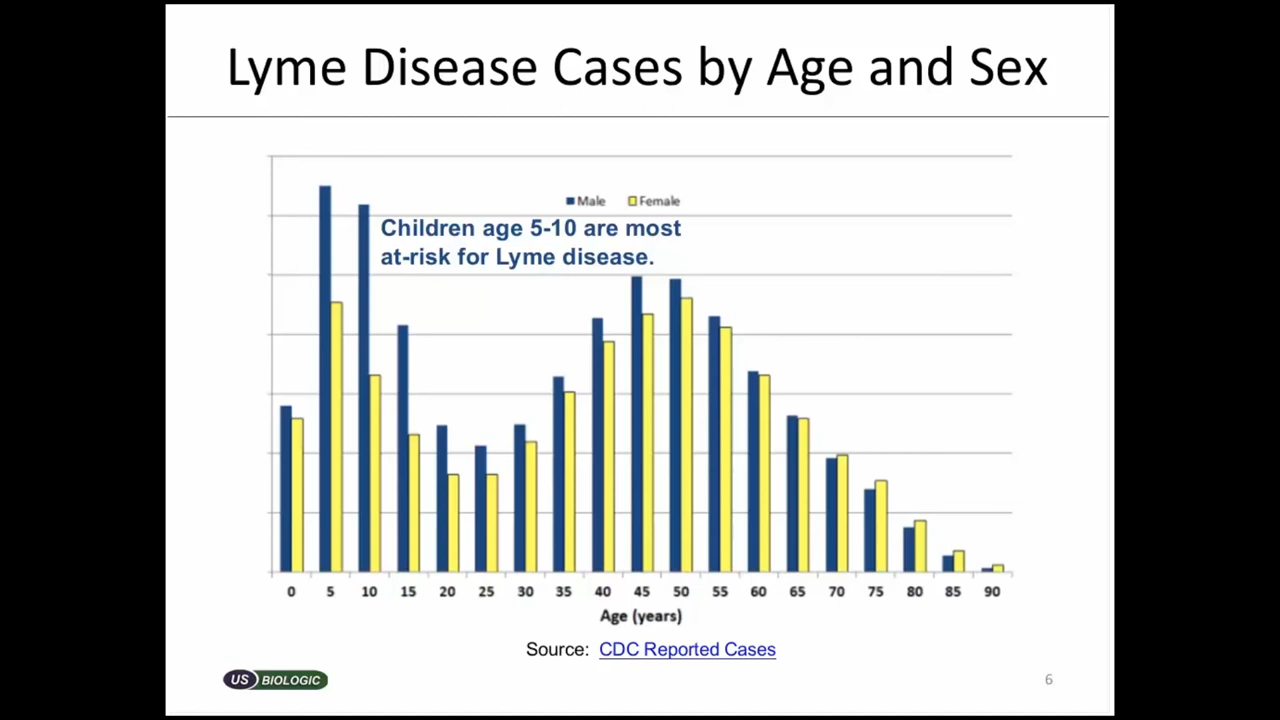 Lyme Disease Cases by Age and Sex
Male Female
Children age 5-10 are most
at-risk for Lyme disease.
0 5 10 15 20 25 30 35 40 45 50 55 60 65 70 75 80 85 90
Age (years)
Source: CDC Reported Cases
US BIOLOGIC
6